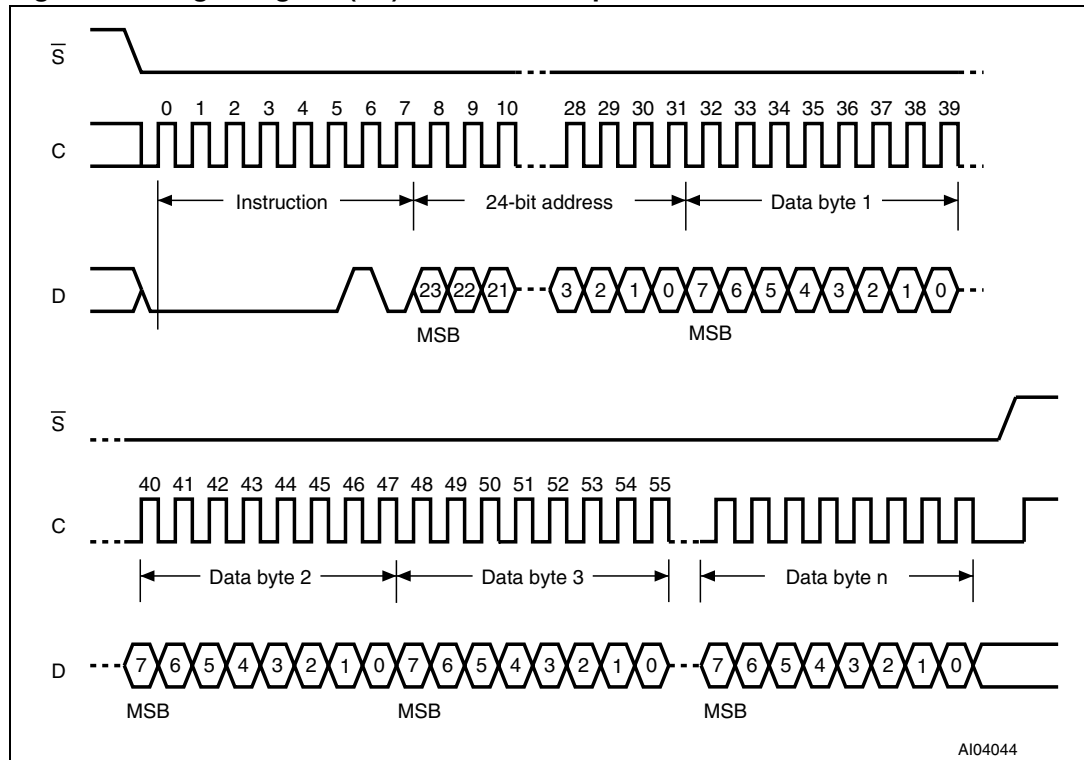 S
0 1 2 3 4 5 6 7 8 9 10 28 29 30 31 32 33 34 35 36 37 38 39
C
Instruction 24-bit address Data byte 1
D 23 22 21 3 2 1 0 7 6 5 4 3 2 1 0
MSB MSB
S
40 41 42 43 44 45 46 47 48 49 50 51 52 53 54 55
C
Data byte 2 Data byte 3 Data byte n
D 7 6 5 4 3 2 1 0 7 6 5 4 3 2 1 0 7 6 5 4 3 2 1 0
MSB MSB MSB
AI04044